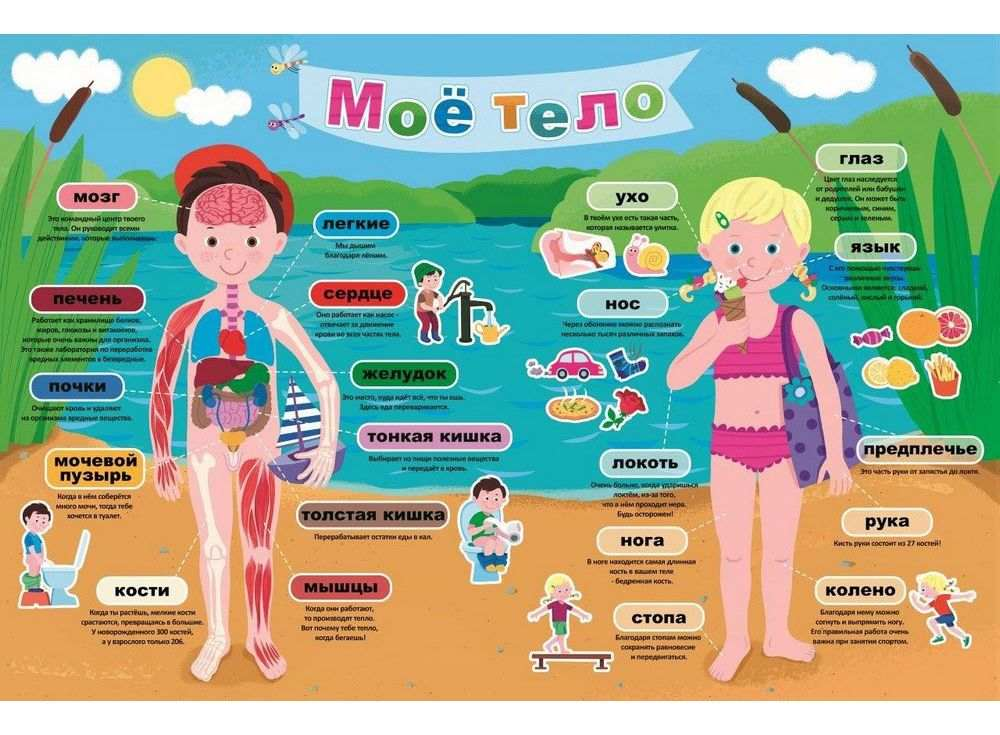 Моё тело
мозг
Это командный центр твоего
тела. Он руководит всеми
действиями, которые выполняешь.
легкие
Мы дышим
благодаря лёгким.
печень
Работает как хранилище белков,
жиров, глюкозы и витаминов,
которые очень важны для организма.
Это также лаборатория по переработке
вредных элементов в безвредные.
сердце
Оно работает как насос -
отвечает за движение
крови во всех частях тела.
почки
Очищают кровь и удаляют
из организма вредные вещества.
желудок
Это место, куда идёт всё, что ты ешь.
Здесь еда переваривается.
тонкая кишка
Выбирает из пищи полезные вещества
и передаёт в кровь.
мочевой
пузырь
Когда в нём соберётся
много мочи, тогда тебе
хочется в туалет.
толстая кишка
Перерабатывает остатки еды в кал.
кости
Когда ты растёшь, мелкие кости
срастаются, превращаясь в большие.
У новорожденного 300 костей,
а у взрослого только 206.
мышцы
Когда они работают,
то производят тепло.
Вот почему тебе тепло,
когда бегаешь!
ухо
В твоём ухе есть такая часть,
которая называется улитка.
глаз
Цвет глаз наследуется
от родителей или бабушки
и дедушки. Он может быть
коричневым, синим,
серым и зеленым.
язык
С его помощью чувствуешь
различные вкусы.
Основными являются: сладкий,
солёный, кислый и горький.
нос
Через обоняние можно распознать
несколько тысяч различных запахов.
локоть
Очень больно, когда ударишься
локтём, из-за того,
что в нём проходит нерв.
Будь осторожен!
предплечье
Это часть руки от запястья до локтя.
нога
В ноге находится самая длинная
кость в вашем теле
- бедренная кость.
рука
Кисть руки состоит из 27 костей!
стопа
Благодаря стопам можно
сохранять равновесие
и передвигаться.
колено
Благодаря нему можно
согнуть и выпрямить ногу.
Его правильная работа очень
важна при занятии спортом.